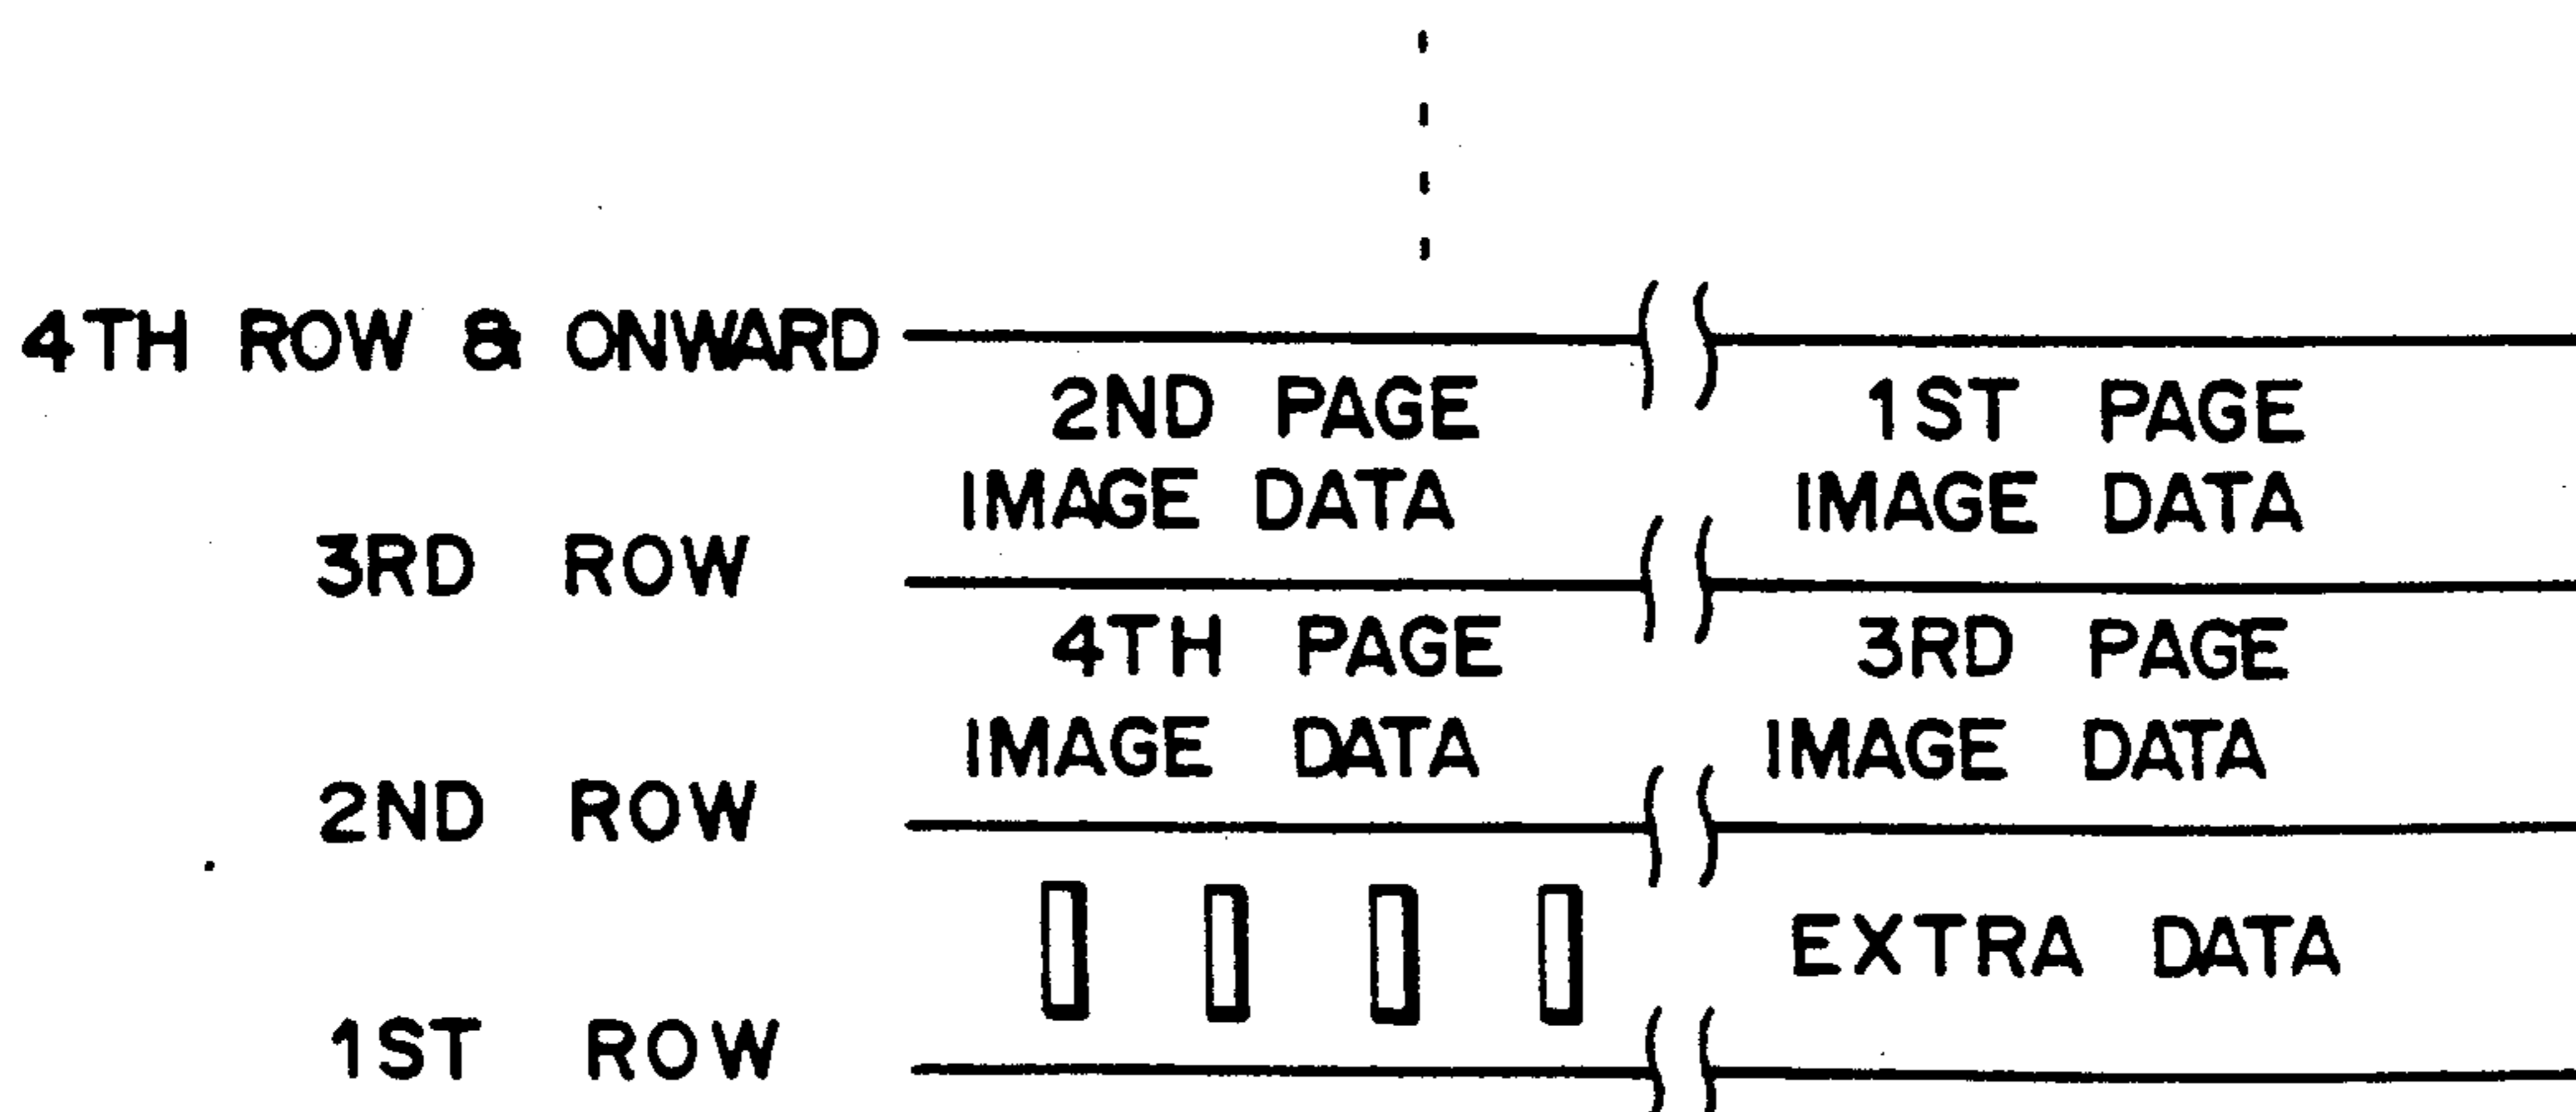 4TH ROW & ONWARD
2ND PAGE 1ST PAGE
IMAGE DATA IMAGE DATA
3RD ROW
4TH PAGE 3RD PAGE
IMAGE DATA IMAGE DATA
2ND ROW
EXTRA DATA
1ST ROW